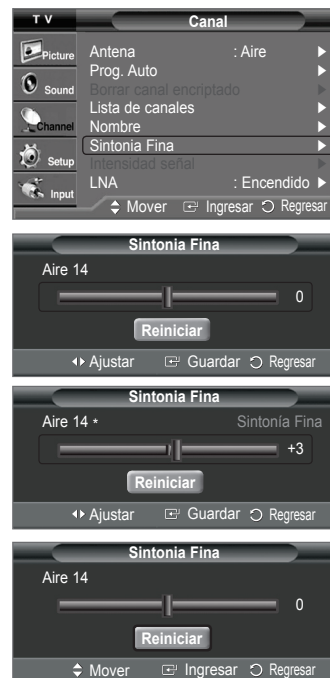 T V
Canal
Picture
Sound
Channel
Setup
Input
Antena : Aire
Prog. Auto
Borrar canal encriptado
Lista de canales
Nombre
Sintonia Fina
Intensidad señal
LNA : Encendido
Mover Ingresar Regresar
Sintonia Fina
Aire 14
0
Reiniciar
Ajustar Guardar Regresar
Sintonia Fina
Aire 14 * Sintonía Fina
+3
Reiniciar
Ajustar Guardar Regresar
Sintonia Fina
Aire 14
0
Reiniciar
Mover Ingresar Regresar